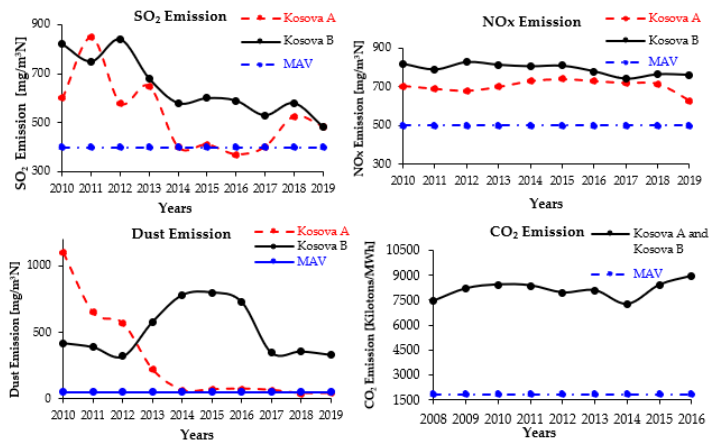 SO₂ Emission
Kosova A
Kosova B
MAV
SO₂ Emission [mg/m³N]
900
700
500
300
2010 2011 2012 2013 2014 2015 2016 2017 2018 2019
Years
NOx Emission
Kosova A
Kosova B
MAV
NOx Emission [mg/m³N]
900
700
500
300
2010 2011 2012 2013 2014 2015 2016 2017 2018 2019
Years
Dust Emission
Kosova A
Kosova B
MAV
Dust Emission [mg/m³N]
1000
500
0
2010 2011 2012 2013 2014 2015 2016 2017 2018 2019
Years
CO₂ Emission
Kosova A and
Kosova B
MAV
CO₂ Emission [Kilotons/MWh]
10500
9000
7500
6000
4500
3000
1500
2008 2009 2010 2011 2012 2013 2014 2015 2016
Years